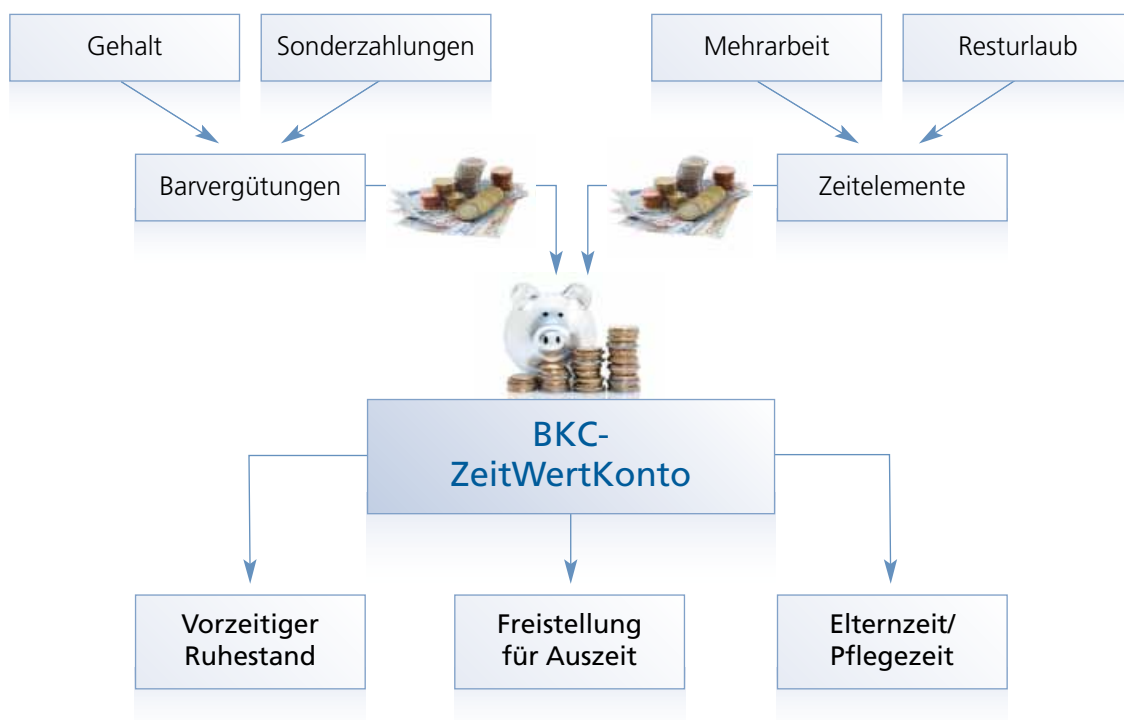 Gehalt
Sonderzahlungen
Mehrarbeit
Resturlaub
Barvergütungen
Zeitelemente
BKC-
ZeitWertKonto
Vorzeitiger
Ruhestand
Freistellung
für Auszeit
Elternzeit/
Pflegezeit